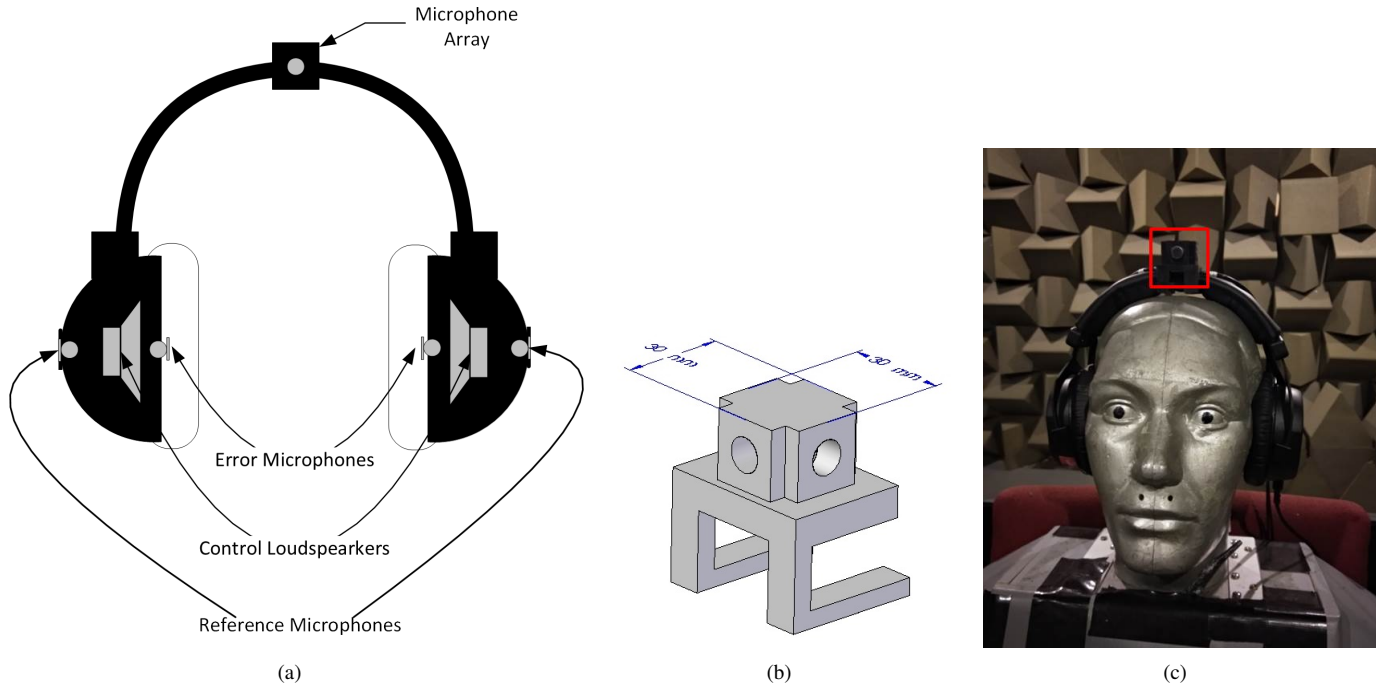 Microphone
Array
Error Microphones
Control Loudspearkers
Reference Microphones
30 mm
30 mm
(a)
(b)
(c)